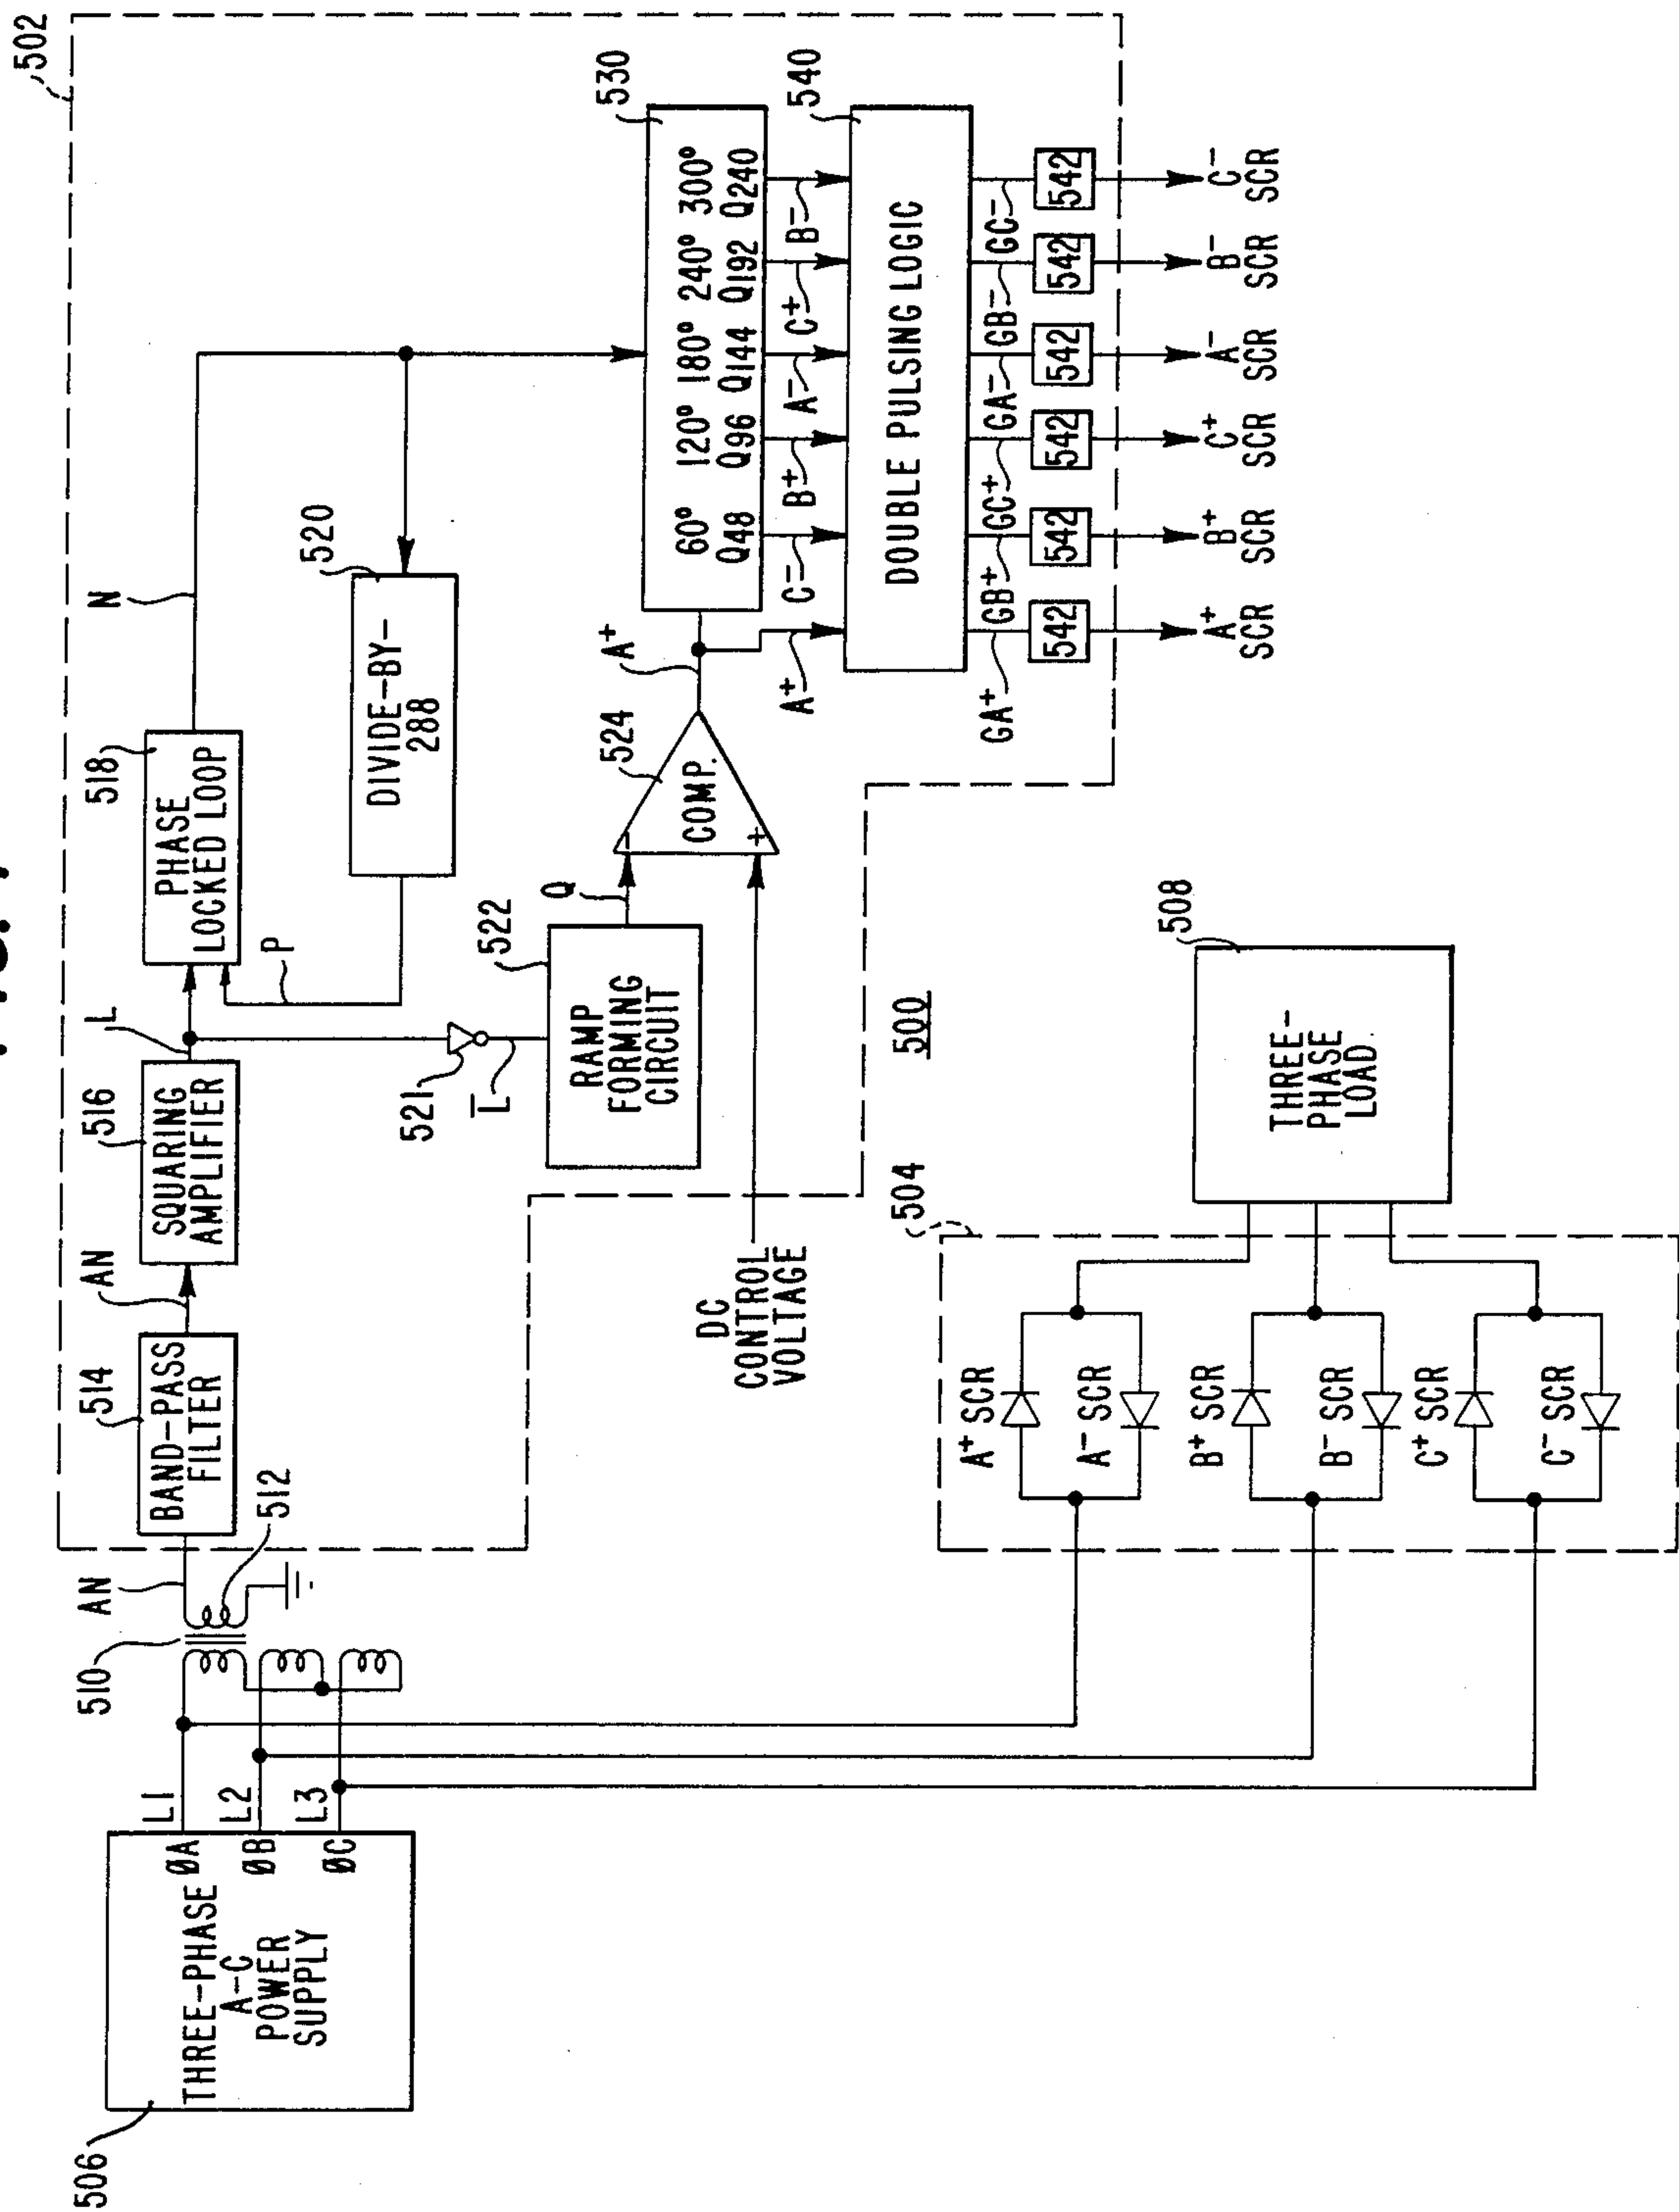 502
506
THREE-PHASE
A-C
POWER
SUPPLY
ØA
ØB
ØC
L1
L2
L3
510
AN
512
514
BAND-PASS
FILTER
AN
516
SQUARING
AMPLIFIER
L
518
PHASE
LOCKED LOOP
N
P
520
DIVIDE-BY-
288
521
L̅
522
RAMP
FORMING
CIRCUIT
Q
DC
CONTROL
VOLTAGE
524
COMP.
−
+
A+
530
60° 120° 180° 240° 300°
Q48 Q96 Q144 Q192 Q240
A+ C− B+ A− C+ B−
540
DOUBLE PULSING LOGIC
GA+ GB+ GC+ GA− GB− GC−
542 542 542 542 542 542
A+ SCR
B+ SCR
C+ SCR
A− SCR
B− SCR
C− SCR
500
504
A+ SCR
A− SCR
B+ SCR
B− SCR
C+ SCR
C− SCR
508
THREE-
PHASE
LOAD